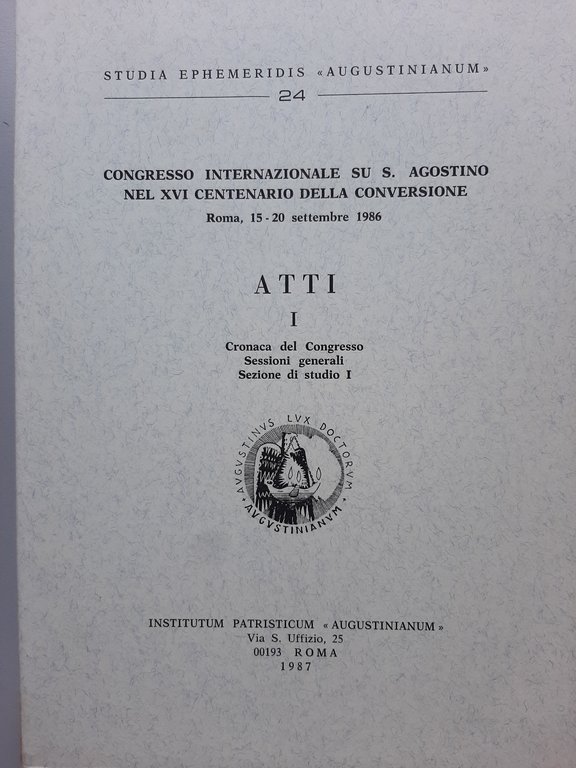 STUDIA EPHEMERIDIS «AUGUSTINIANUM»
24
CONGRESSO INTERNAZIONALE SU S. AGOSTINO
NEL XVI CENTENARIO DELLA CONVERSIONE
Roma, 15-20 settembre 1986
ATTI
I
Cronaca del Congresso
Sessioni generali
Sezione di studio I
AVGVSTINVS LVX DOCTORVM
AVGVSTINIANVM
INSTITUTUM PATRISTICUM «AUGUSTINIANUM»
Via S. Uffizio, 25
00193 ROMA
1987